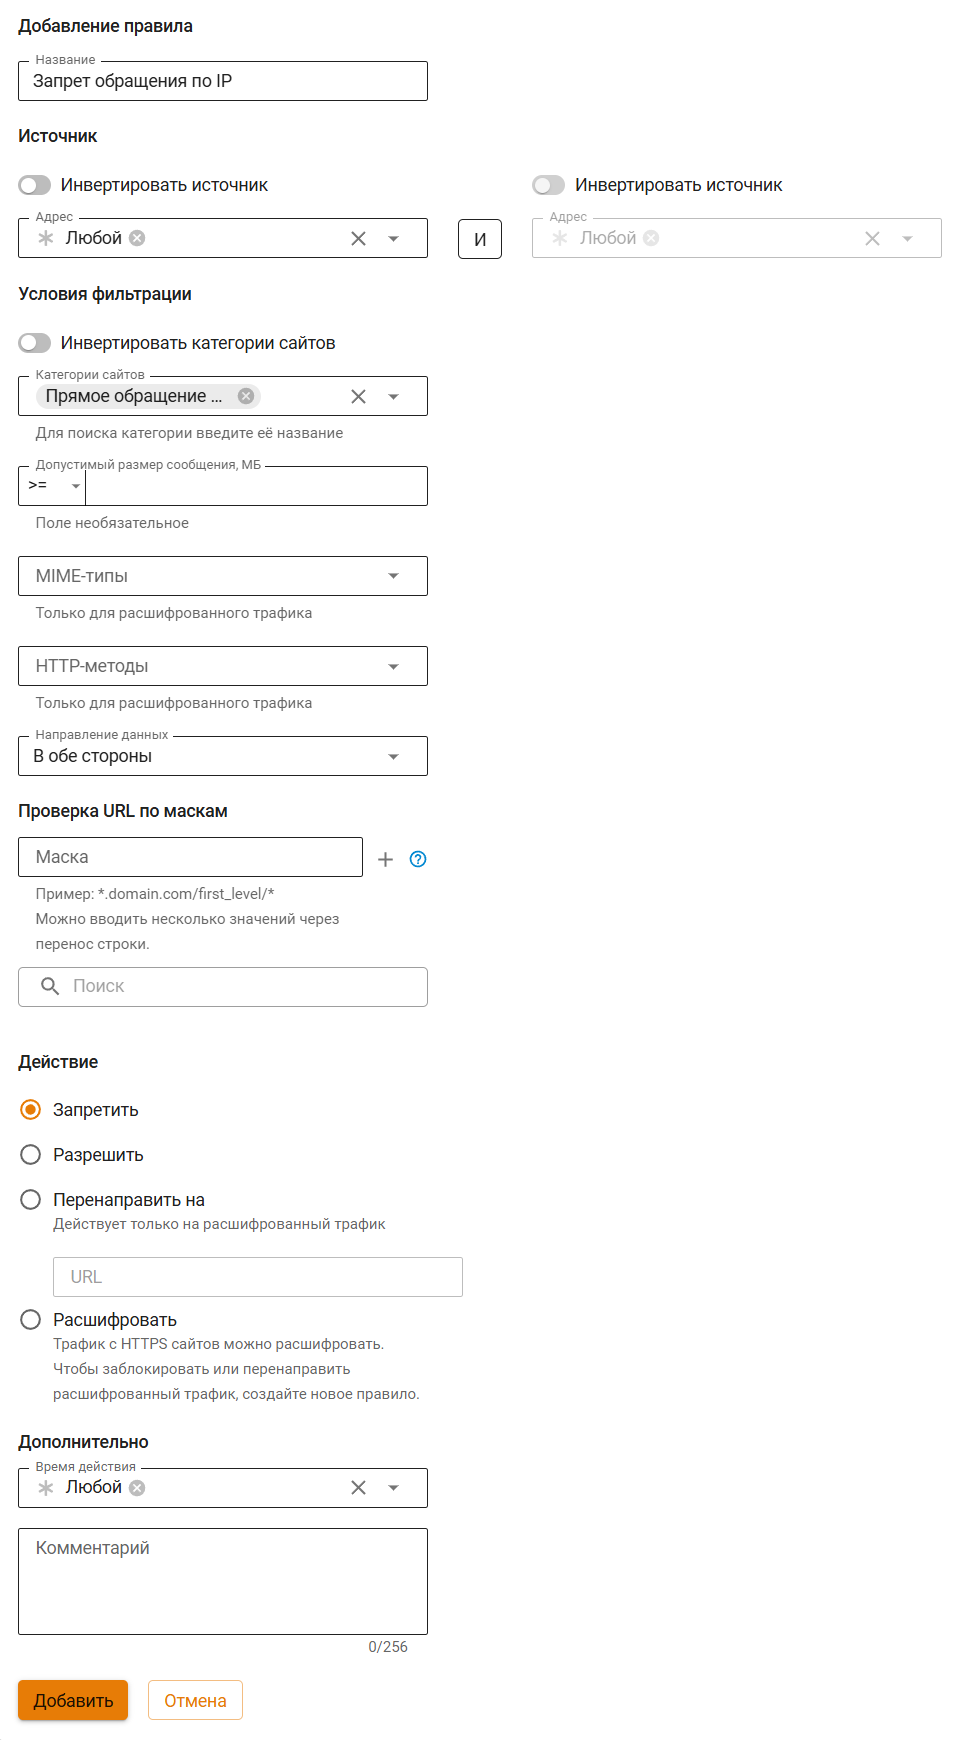 Добавление правила
Название
Запрет обращения по IP
Источник
Инвертировать источник
Инвертировать источник
Адрес
Любой
И
Адрес
Любой
Условия фильтрации
Инвертировать категории сайтов
Категории сайтов
Прямое обращение ...
Для поиска категории введите её название
Допустимый размер сообщения, МБ
>=
Поле необязательное
MIME-типы
Только для расшифрованного трафика
HTTP-методы
Только для расшифрованного трафика
Направление данных
В обе стороны
Проверка URL по маскам
Маска
Пример: *.domain.com/first_level/*
Можно вводить несколько значений через
перенос строки.
Поиск
Действие
Запретить
Разрешить
Перенаправить на
Действует только на расшифрованный трафик
URL
Расшифровать
Трафик с HTTPS сайтов можно расшифровать.
Чтобы заблокировать или перенаправить
расшифрованный трафик, создайте новое правило.
Дополнительно
Время действия
Любой
Комментарий
0/256
Добавить
Отмена